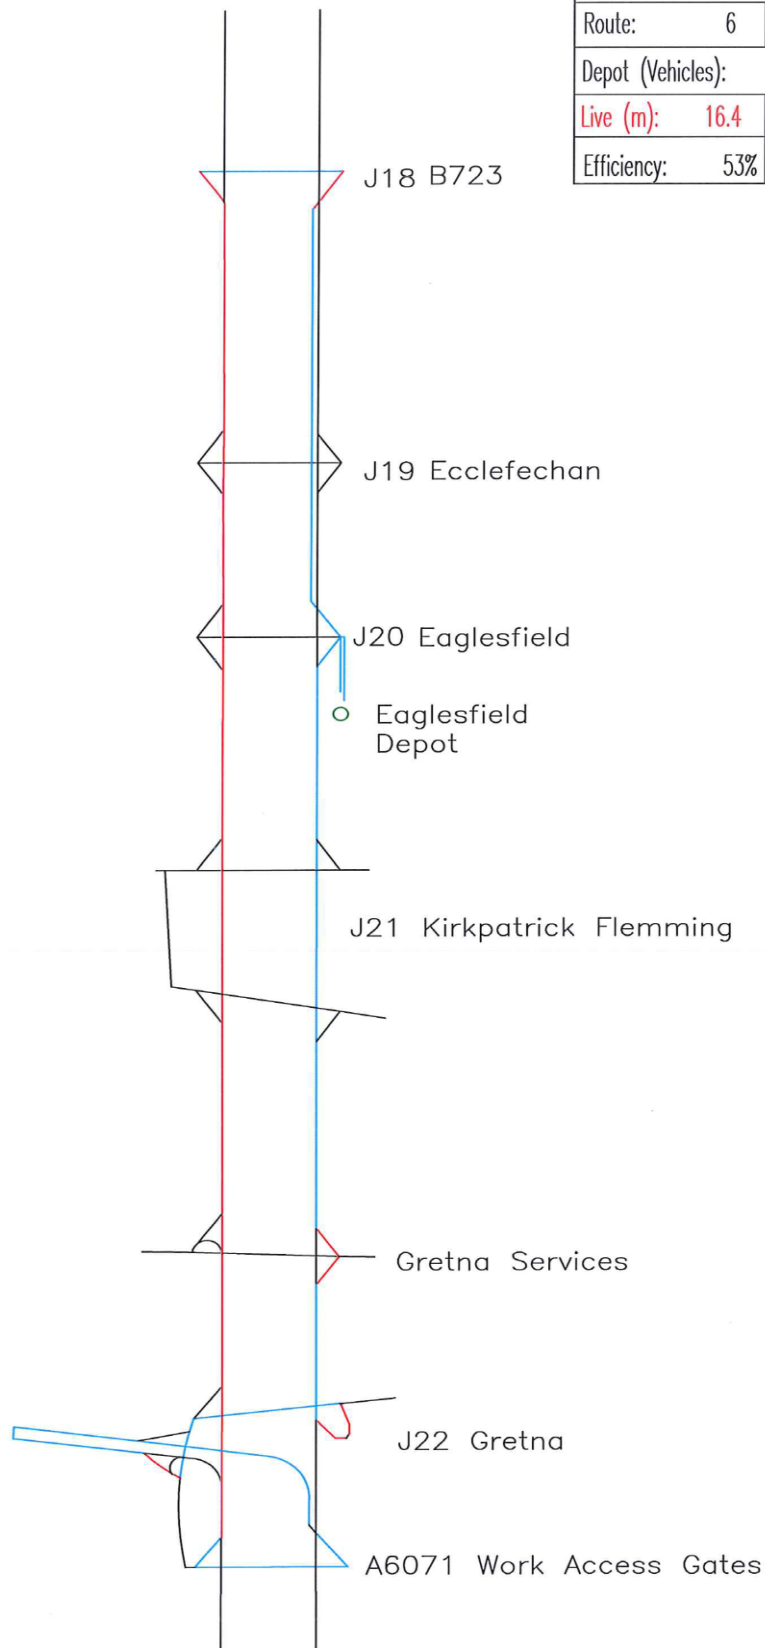 Route: 6
Depot (Vehicles):
Live (m): 16.4
Efficiency: 53%
J18 B723
J19 Ecclefechan
J20 Eaglesfield
Eaglesfield
Depot
J21 Kirkpatrick Flemming
Gretna Services
J22 Gretna
A6071 Work Access Gates